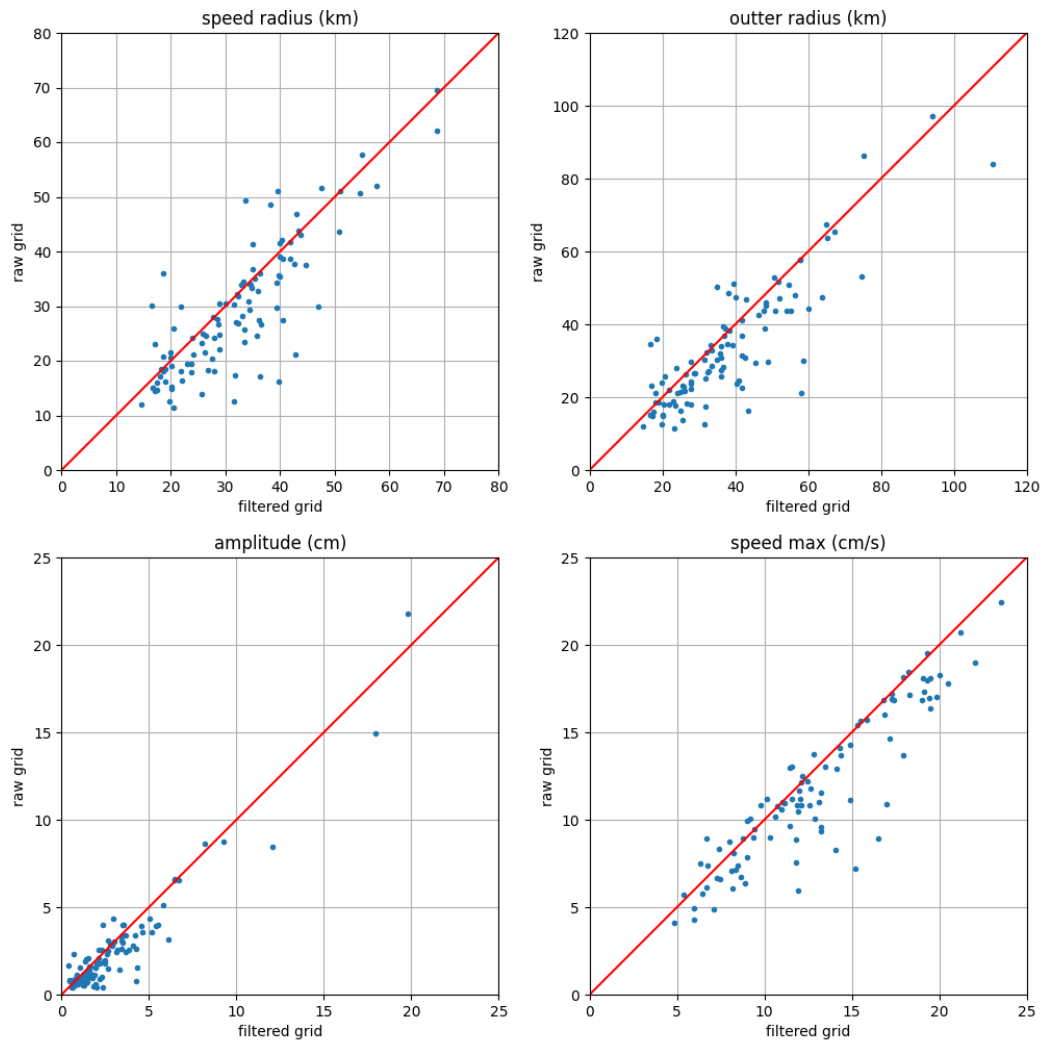 speed radius (km)
80
70
60
50
40
30
20
10
0
raw grid
0 10 20 30 40 50 60 70 80
filtered grid
outter radius (km)
120
100
80
60
40
20
0
raw grid
0 20 40 60 80 100 120
filtered grid
amplitude (cm)
25
20
15
10
5
0
raw grid
0 5 10 15 20 25
filtered grid
speed max (cm/s)
25
20
15
10
5
0
raw grid
0 5 10 15 20 25
filtered grid